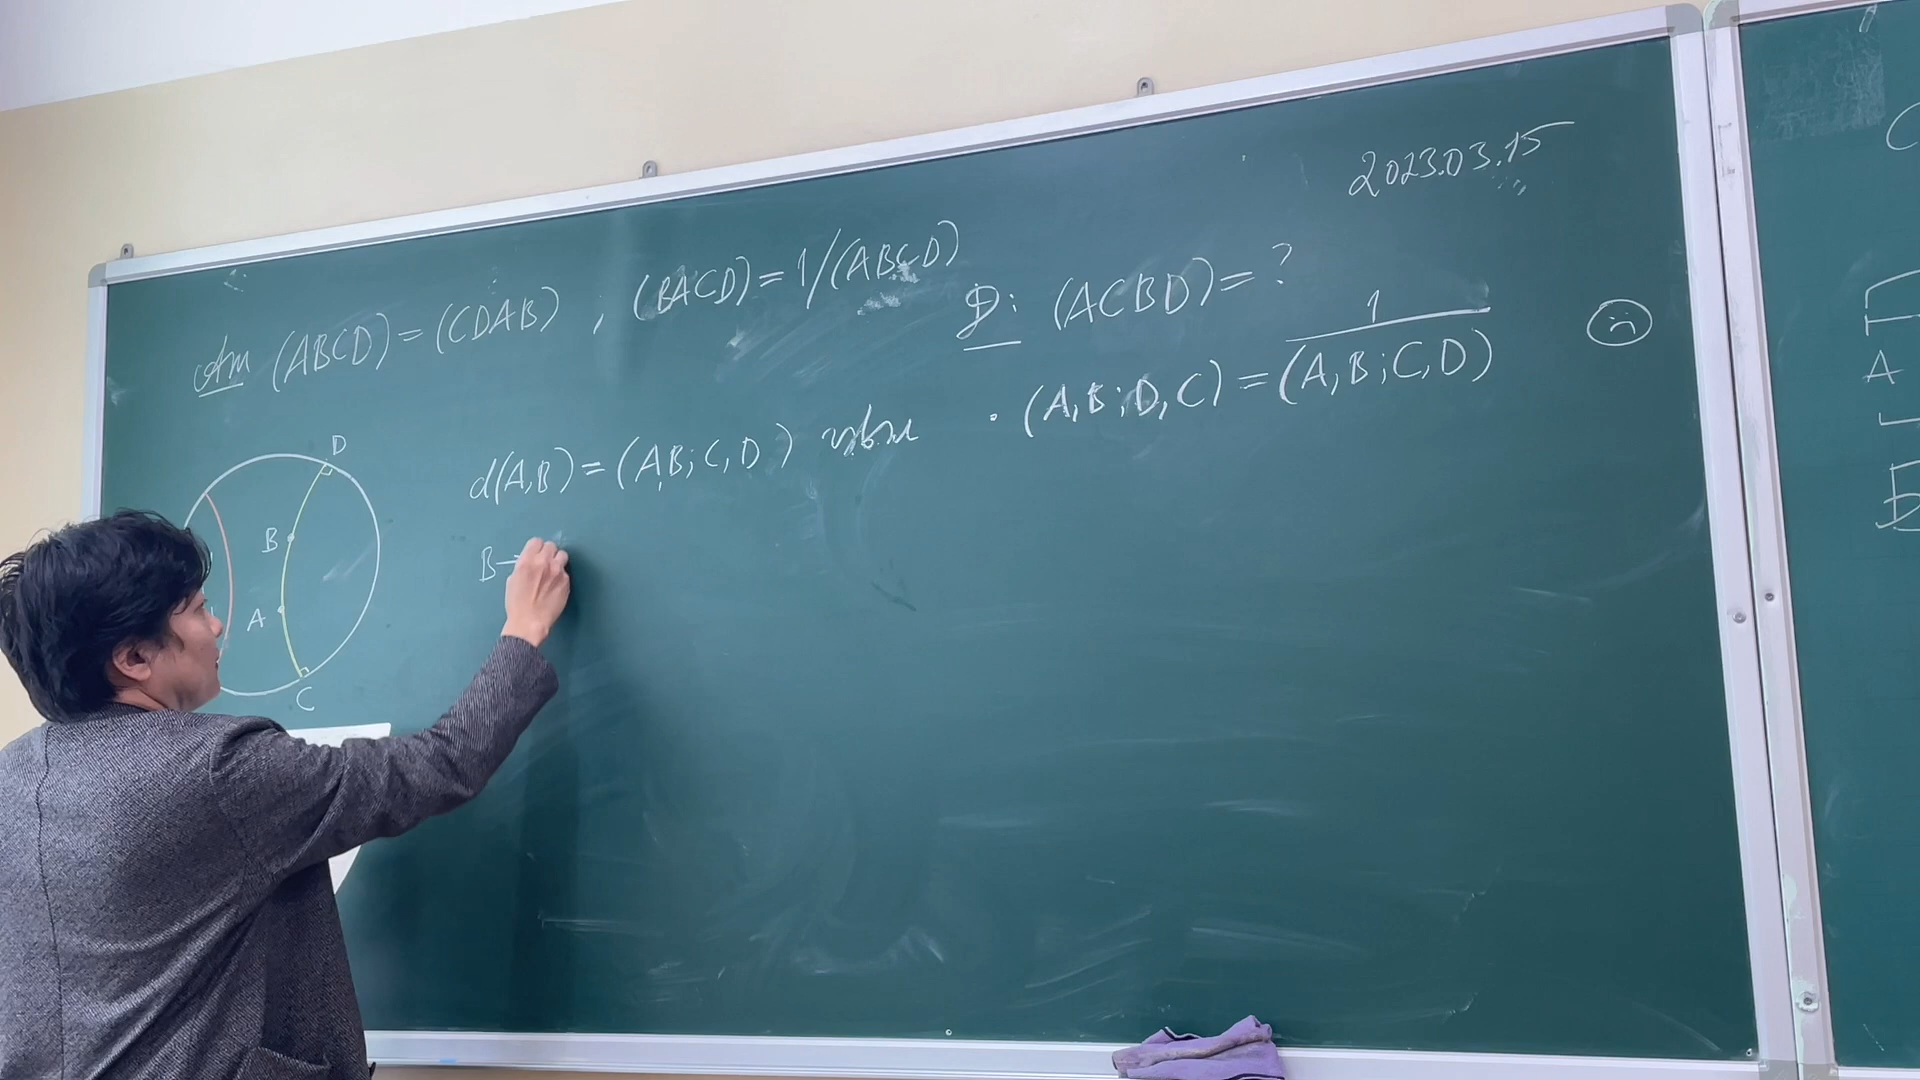 2023.03.15
(ABCD) = (CDAB) , (BACD) = 1/(ABCD)
D: (ACBD) = ?
d(A,B) = (A,B;C,D)
· (A,B;D,C) = 1/(A,B;C,D)
B→
D
B
A
C
C
A